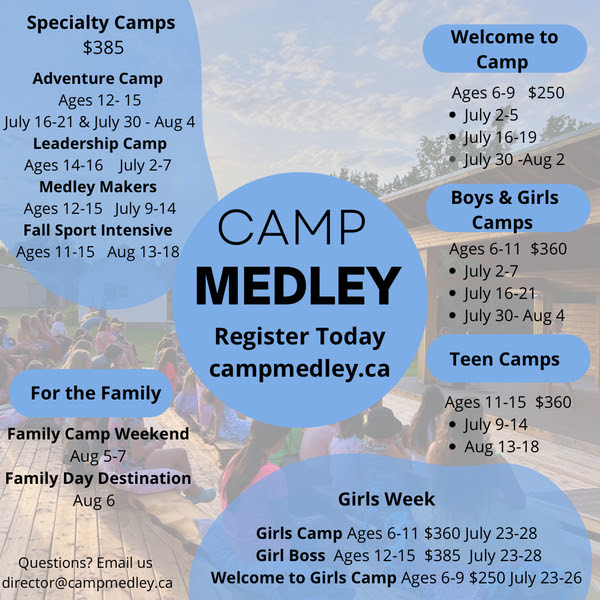 Specialty Camps
$385
Adventure Camp
Ages 12- 15
July 16-21 & July 30 - Aug 4
Leadership Camp
Ages 14-16 July 2-7
Medley Makers
Ages 12-15 July 9-14
Fall Sport Intensive
Ages 11-15 Aug 13-18
For the Family
Family Camp Weekend
Aug 5-7
Family Day Destination
Aug 6
Questions? Email us
director@campmedley.ca
CAMP
MEDLEY
Register Today
campmedley.ca
Welcome to
Camp
Ages 6-9 $250
• July 2-5
• July 16-19
• July 30 -Aug 2
Boys & Girls
Camps
Ages 6-11 $360
• July 2-7
• July 16-21
• July 30- Aug 4
Teen Camps
Ages 11-15 $360
• July 9-14
• Aug 13-18
Girls Week
Girls Camp Ages 6-11 $360 July 23-28
Girl Boss Ages 12-15 $385 July 23-28
Welcome to Girls Camp Ages 6-9 $250 July 23-26